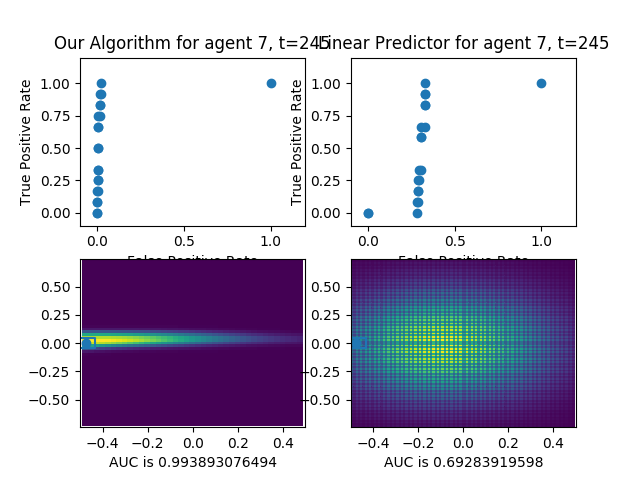 Our Algorithm for agent 7, t=245
Linear Predictor for agent 7, t=245
True Positive Rate
1.00
0.75
0.50
0.25
0.00
0.0 0.5 1.0
False Positive Rate
True Positive Rate
1.00
0.75
0.50
0.25
0.00
0.0 0.5 1.0
False Positive Rate
0.50
0.25
0.00
−0.25
−0.50
−0.4 −0.2 0.0 0.2 0.4
AUC is 0.993893076494
0.50
0.25
0.00
−0.25
−0.50
−0.4 −0.2 0.0 0.2 0.4
AUC is 0.69283919598